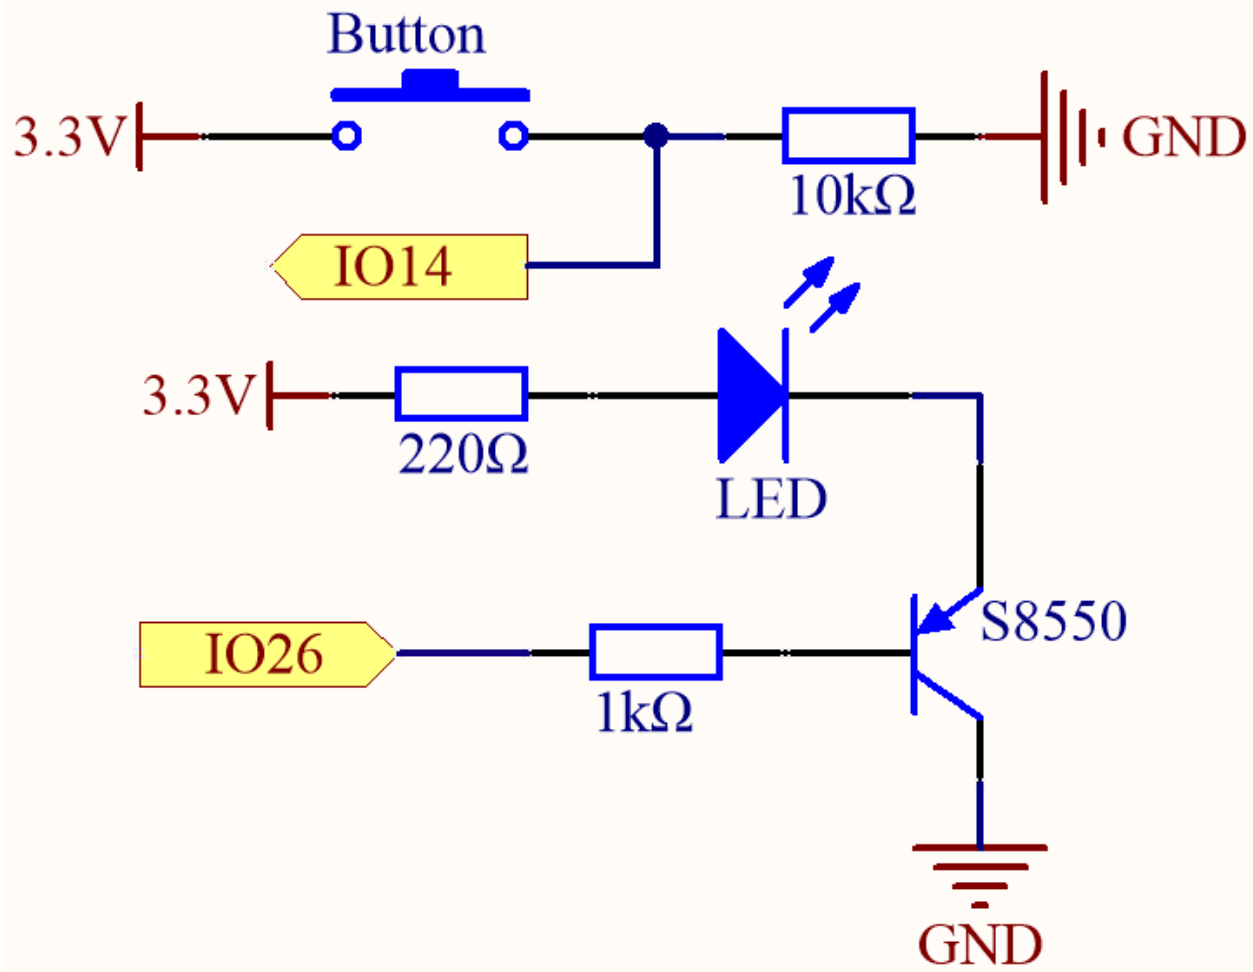 Button
3.3V
GND
10kΩ
IO14
3.3V
220Ω
LED
S8550
IO26
1kΩ
GND